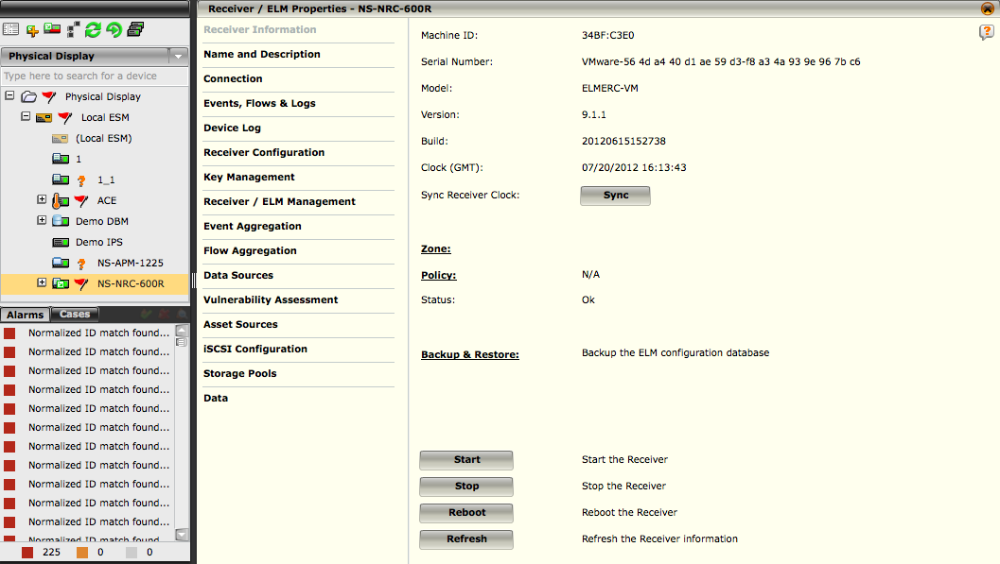 Physical Display
Type here to search for a device
Physical Display
Local ESM
(Local ESM)
1
1_1
ACE
Demo DBM
Demo IPS
NS-APM-1225
NS-NRC-600R
Alarms Cases
Normalized ID match found...
Normalized ID match found...
Normalized ID match found...
Normalized ID match found...
Normalized ID match found...
Normalized ID match found...
Normalized ID match found...
Normalized ID match found...
Normalized ID match found...
Normalized ID match found...
Normalized ID match found...
Normalized ID match found...
225 0 0
Receiver / ELM Properties - NS-NRC-600R
Receiver Information
Name and Description
Connection
Events, Flows & Logs
Device Log
Receiver Configuration
Key Management
Receiver / ELM Management
Event Aggregation
Flow Aggregation
Data Sources
Vulnerability Assessment
Asset Sources
iSCSI Configuration
Storage Pools
Data
Machine ID: 34BF:C3E0
Serial Number: VMware-56 4d a4 40 d1 ae 59 d3-f8 a3 4a 93 9e 96 7b c6
Model: ELMERC-VM
Version: 9.1.1
Build: 20120615152738
Clock (GMT): 07/20/2012 16:13:43
Sync Receiver Clock: Sync
Zone:
Policy: N/A
Status: Ok
Backup & Restore: Backup the ELM configuration database
Start Start the Receiver
Stop Stop the Receiver
Reboot Reboot the Receiver
Refresh Refresh the Receiver information